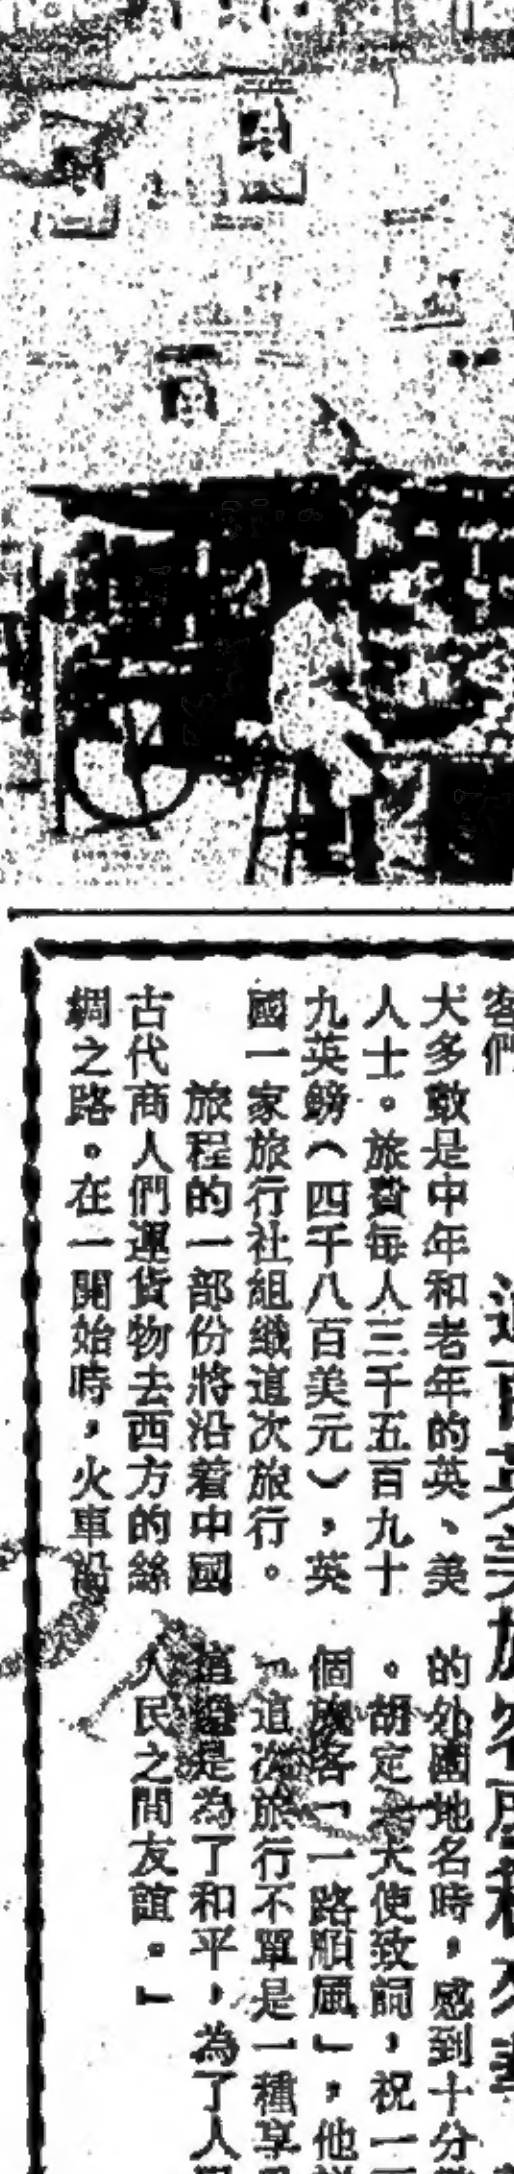 客們
大多數是中年和老年的英、美
人士。旅費每人三千五百九十
九英鎊（四千八百美元），英
國一家旅行社組織這次旅行。
旅程的一部份將沿着中國
古代商人們運貨物去西方的絲
綢之路。在一開始時，火車沿
英美旅客
的外國地名時，感到十分
。胡定一大使致詞，祝一百
個旅客「一路順風」，他
「這次旅行不單是一種享
是為了和平，為了人
人民之間友誼。」